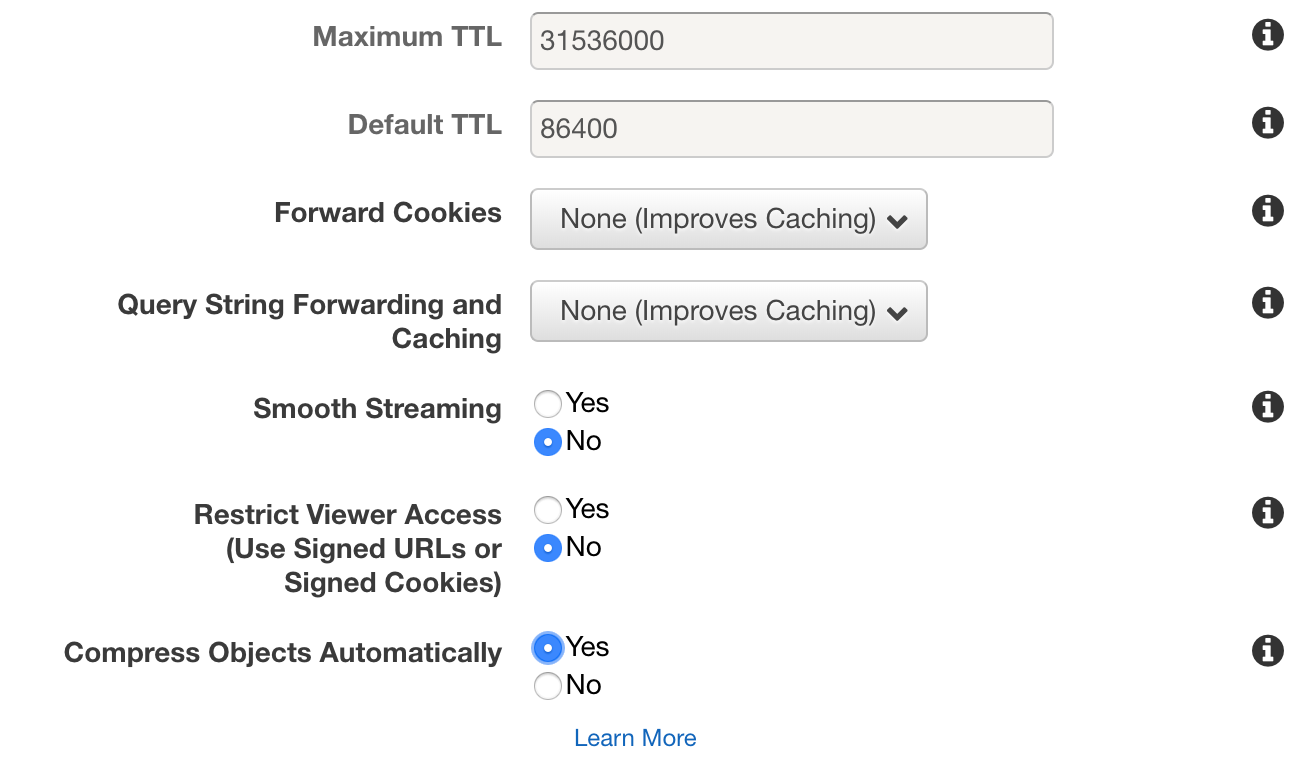 Maximum TTL 31536000
Default TTL 86400
Forward Cookies None (Improves Caching)
Query String Forwarding and
Caching
None (Improves Caching)
Smooth Streaming Yes
No
Restrict Viewer Access
(Use Signed URLs or
Signed Cookies)
Yes
No
Compress Objects Automatically Yes
No
Learn More